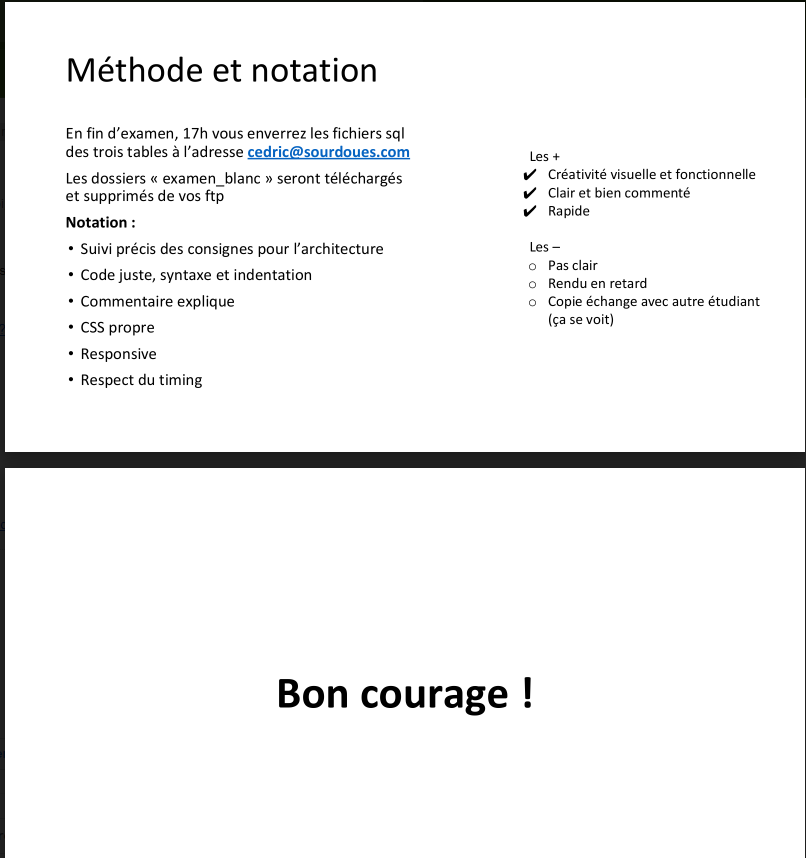 Méthode et notation
En fin d’examen, 17h vous enverrez les fichiers sql
des trois tables à l’adresse cedric@sourdoues.com
Les dossiers « examen_blanc » seront téléchargés
et supprimés de vos ftp
Notation :
• Suivi précis des consignes pour l’architecture
• Code juste, syntaxe et indentation
• Commentaire explique
• CSS propre
• Responsive
• Respect du timing
Les +
✔ Créativité visuelle et fonctionnelle
✔ Clair et bien commenté
✔ Rapide
Les –
○ Pas clair
○ Rendu en retard
○ Copie échange avec autre étudiant
(ça se voit)
Bon courage !